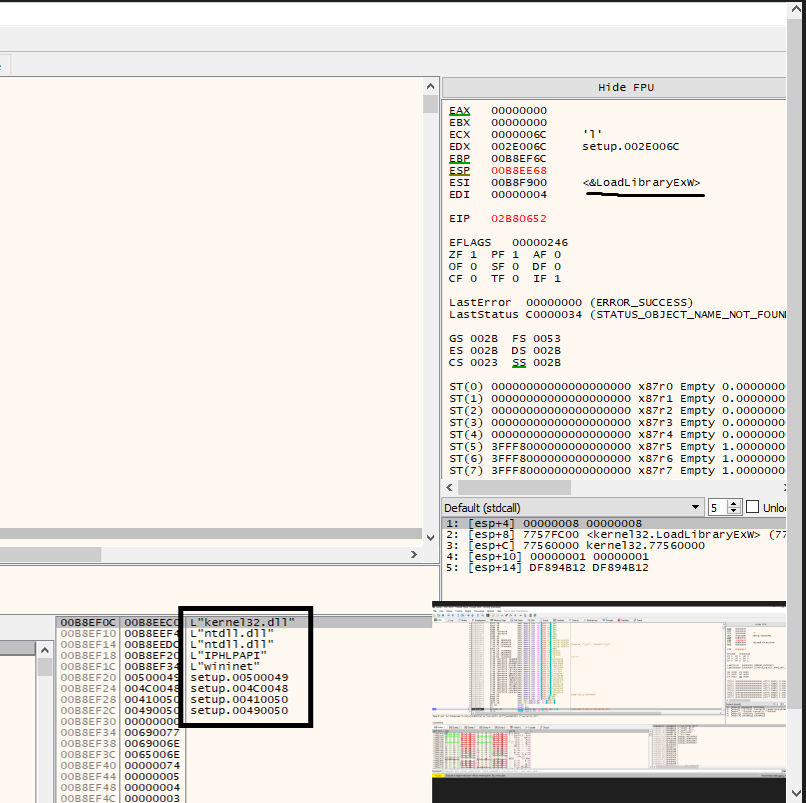 Hide FPU
EAX 00000000
EBX 00000000
ECX 0000006C 'l'
EDX 002E006C setup.002E006C
EBP 00B8EF6C
ESP 00B8EE68
ESI 00B8F900 <&LoadLibraryExW>
EDI 00000004
EIP 02B80652
EFLAGS 00000246
ZF 1 PF 1 AF 0
OF 0 SF 0 DF 0
CF 0 TF 0 IF 1
LastError 00000000 (ERROR_SUCCESS)
LastStatus C0000034 (STATUS_OBJECT_NAME_NOT_FOUN
GS 002B FS 0053
ES 002B DS 002B
CS 0023 SS 002B
ST(0) 00000000000000000000 x87r0 Empty 0.0000000
ST(1) 00000000000000000000 x87r1 Empty 0.0000000
ST(2) 00000000000000000000 x87r2 Empty 0.0000000
ST(3) 00000000000000000000 x87r3 Empty 0.0000000
ST(4) 00000000000000000000 x87r4 Empty 0.0000000
ST(5) 3FFF8000000000000000 x87r5 Empty 1.0000000
ST(6) 3FFF8000000000000000 x87r6 Empty 1.0000000
ST(7) 3FFF8000000000000000 x87r7 Empty 1.0000000
Default (stdcall) 5 Unloc
1: [esp+4] 00000008 00000008
2: [esp+8] 7757FC00 <kernel32.LoadLibraryExW> (77
3: [esp+C] 77560000 kernel32.77560000
4: [esp+10] 00000001 00000001
5: [esp+14] DF894B12 DF894B12
00B8EF0C 00B8EEC0 L"kernel32.dll"
00B8EF10 00B8EEF4 L"ntdll.dll"
00B8EF14 00B8EEDC L"ntdll.dll"
00B8EF18 00B8EF20 L"IPHLPAPI"
00B8EF1C 00B8EF34 L"wininet"
00B8EF20 00500049 setup.00500049
00B8EF24 004C0048 setup.004C0048
00B8EF28 00410050 setup.00410050
00B8EF2C 00490050 setup.00490050
00B8EF30 00000000
00B8EF34 00690077
00B8EF38 0069006E
00B8EF3C 0065006E
00B8EF40 00000074
00B8EF44 00000005
00B8EF48 00000004
00B8EF4C 00000003